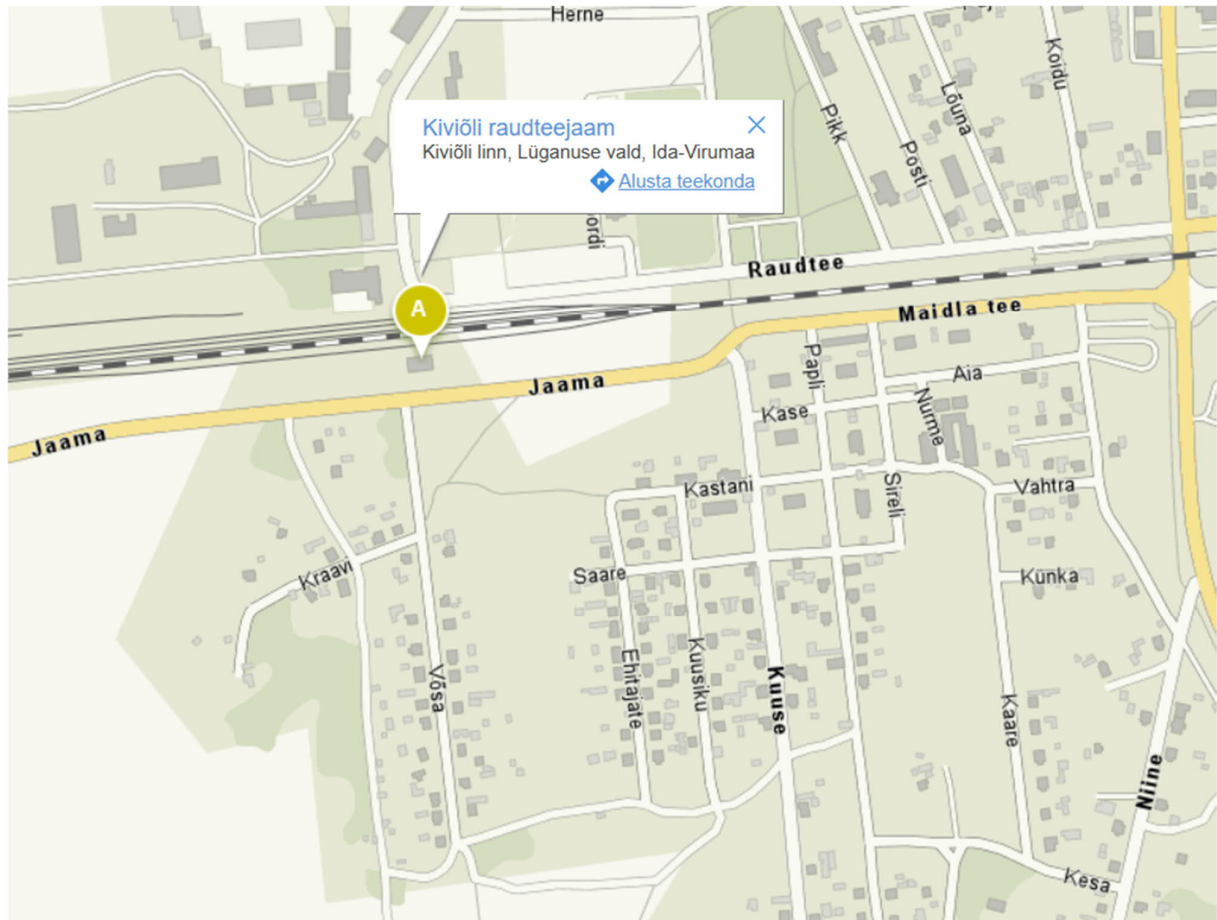 Herne
Koidu
Lõuna
Pikk
Posti
Kiviõli raudteejaam
Kiviõli linn, Lüganuse vald, Ida-Virumaa
Alusta teekonda
Raudtee
A
Maidla tee
Papli
Aia
Jaama
Kase
Nurme
Jaama
Kastani
Sireli
Vahtra
Kraavi
Saare
Künka
Võsa
Ehitajate
Kuusiku
Kuuse
Kaare
Niine
Kesa